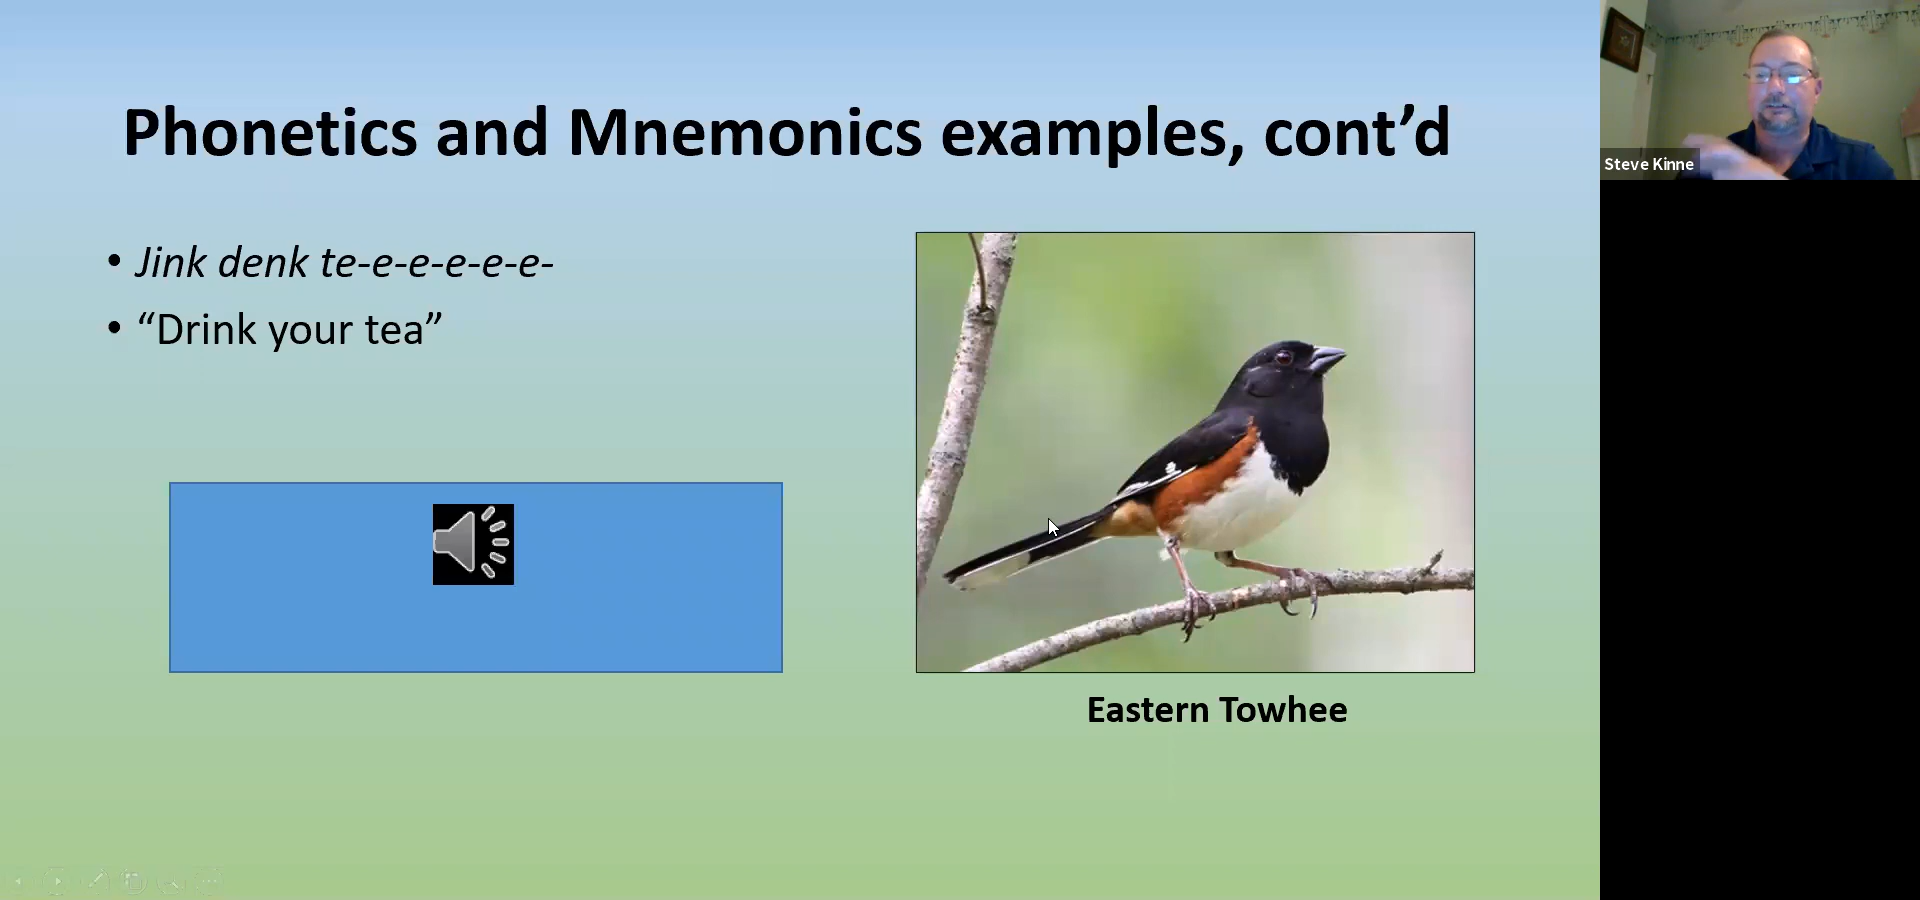 Phonetics and Mnemonics examples, cont’d
• Jink denk te-e-e-e-e-e-
• “Drink your tea”
Eastern Towhee
Steve Kinne